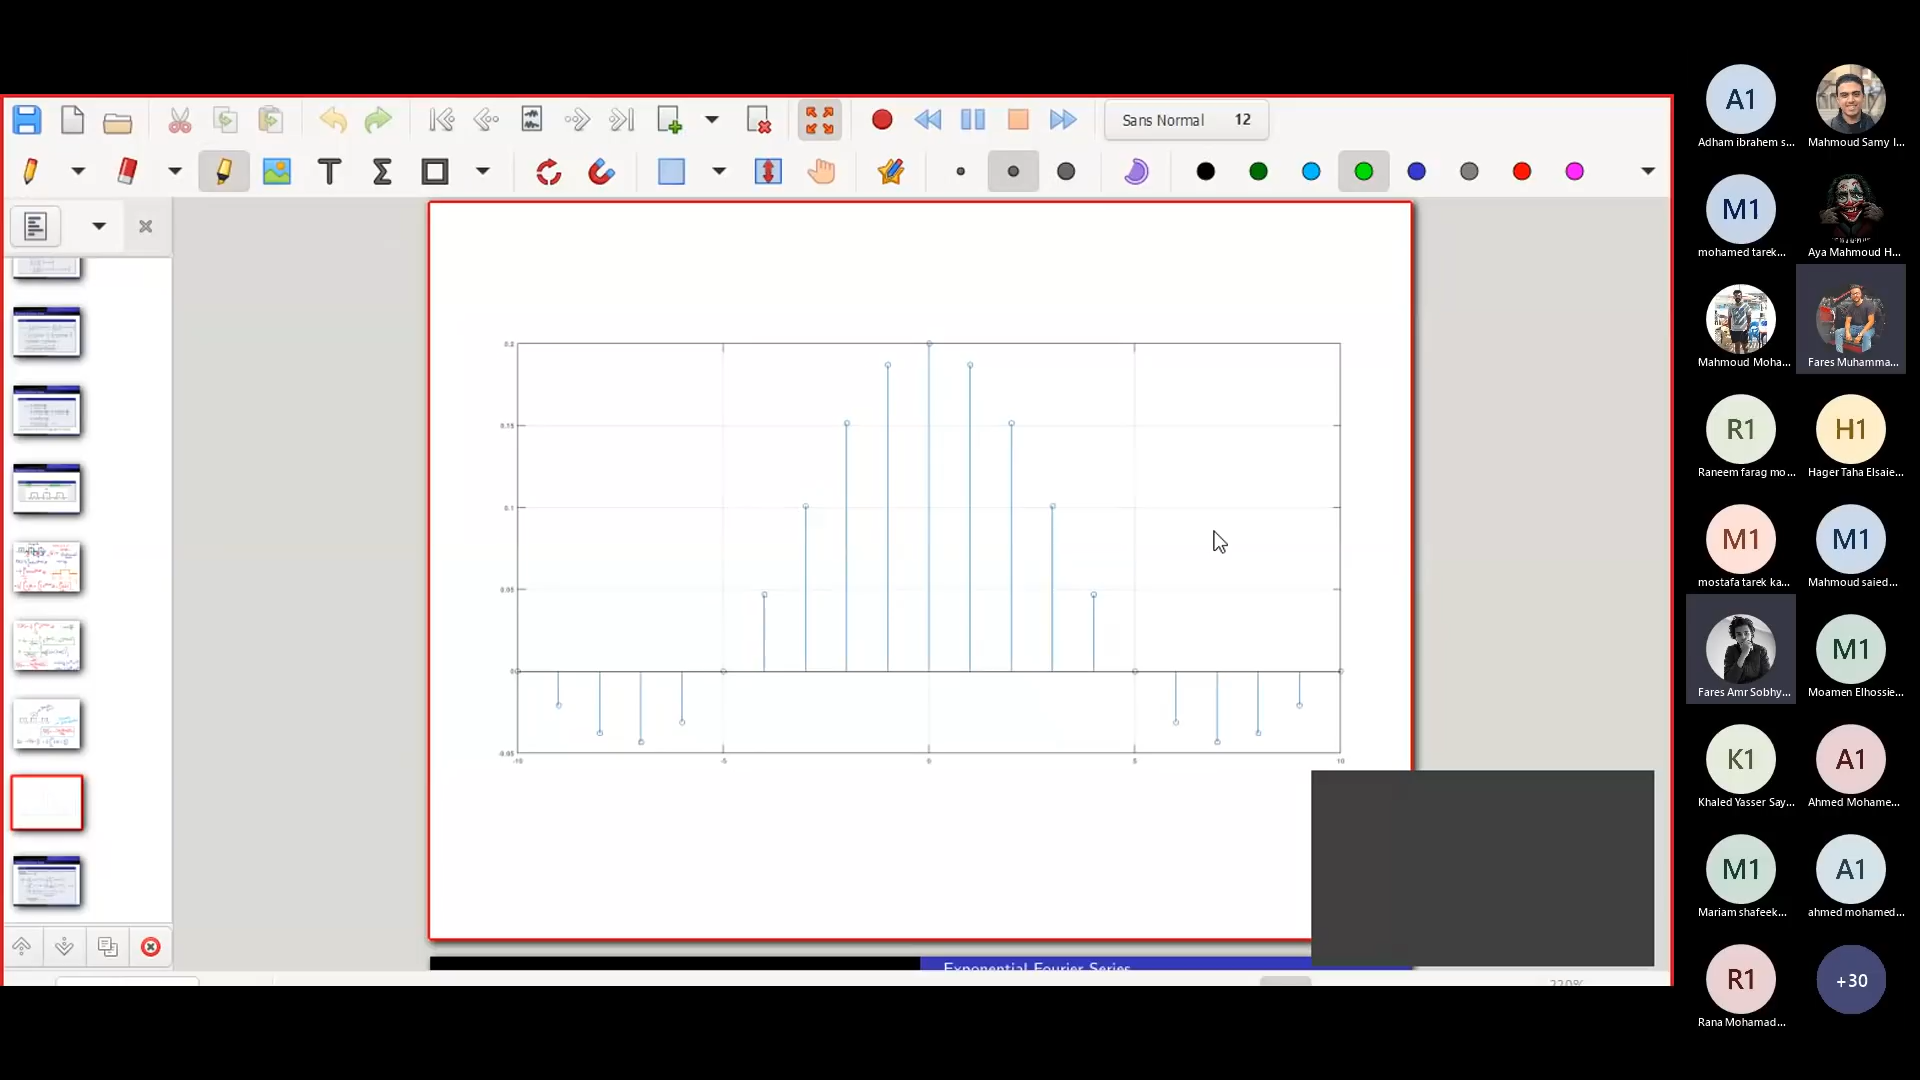 Sans Normal 12
0.2
0.15
0.1
0.05
0
-0.05
-10
-5
0
5
10
Exponential Fourier Series
220%
A1
Adham ibrahem s...
Mahmoud Samy I...
M1
mohamed tarek...
Aya Mahmoud H...
Mahmoud Moha...
Fares Muhamma...
R1
Raneem farag mo...
H1
Hager Taha Elsaie...
M1
mostafa tarek ka...
M1
Mahmoud saied...
Fares Amr Sobhy...
M1
Moamen Elhossie...
K1
Khaled Yasser Say...
A1
Ahmed Mohame...
M1
Mariam shafeek...
A1
ahmed mohamed...
R1
Rana Mohamad...
+30